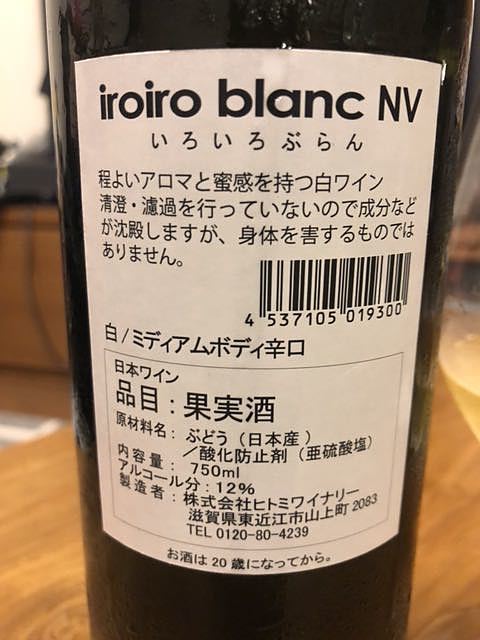 iroiro blanc NV
いろいろぶらん
程よいアロマと蜜感を持つ白ワイン
清澄・濾過を行っていないので成分など
が沈殿しますが、身体を害するものでは
ありません。
4 537105 019300
白/ミディアムボディ辛口
日本ワイン
品目:果実酒
原材料名:ぶどう(日本産)
/酸化防止剤(亜硫酸塩)
内容量:750ml
アルコール分:12%
製造者:株式会社ヒトミワイナリー
滋賀県東近江市山上町2083
TEL 0120-80-4239
お酒は20歳になってから。